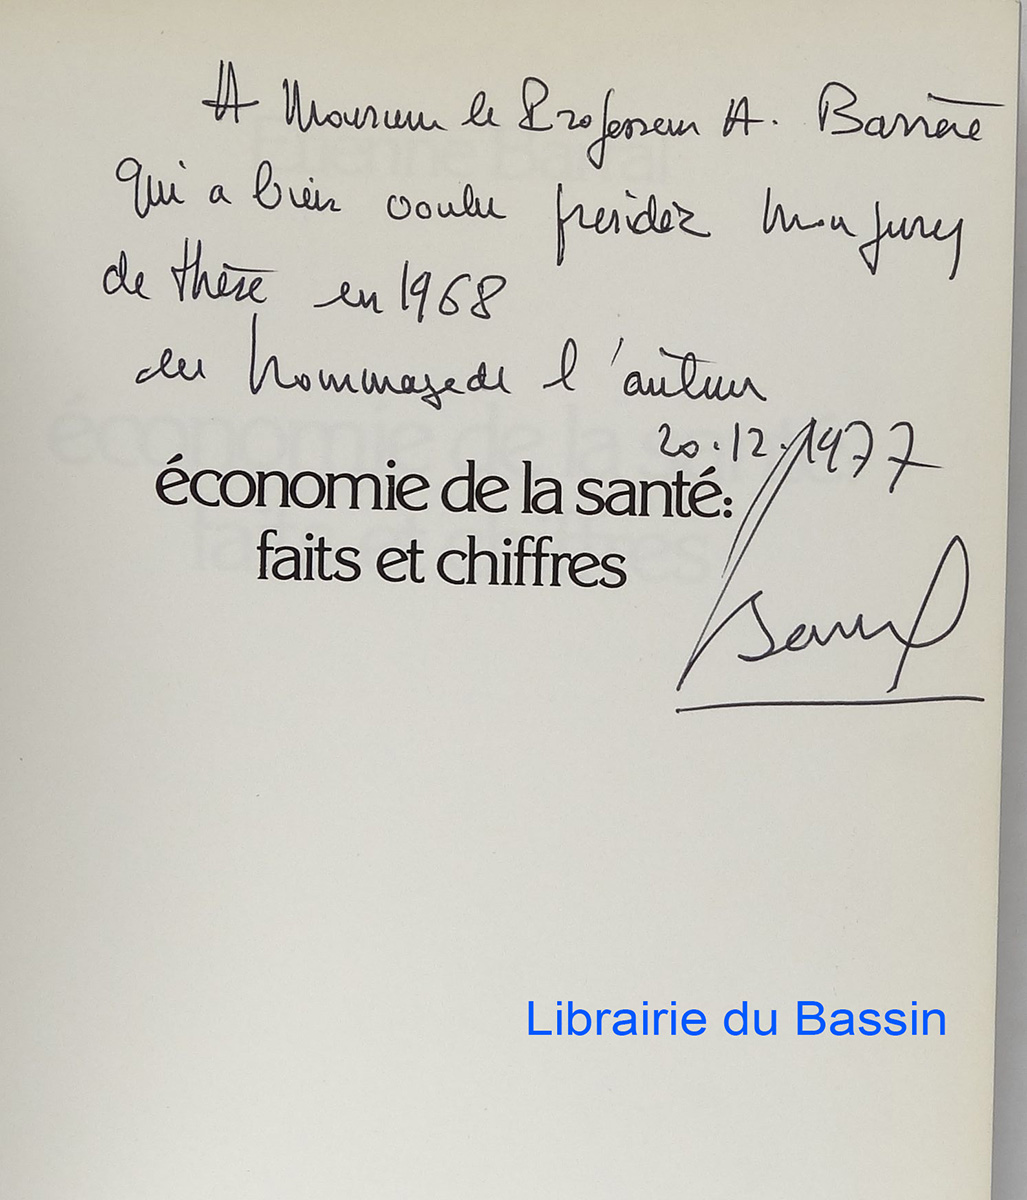 A Monsieur le Professeur A. Barrère
qui a bien voulu présider mon jury
de thèse en 1968
en hommage de l'auteur
20.12.1977
économie de la santé:
faits et chiffres
Barral
Librairie du Bassin